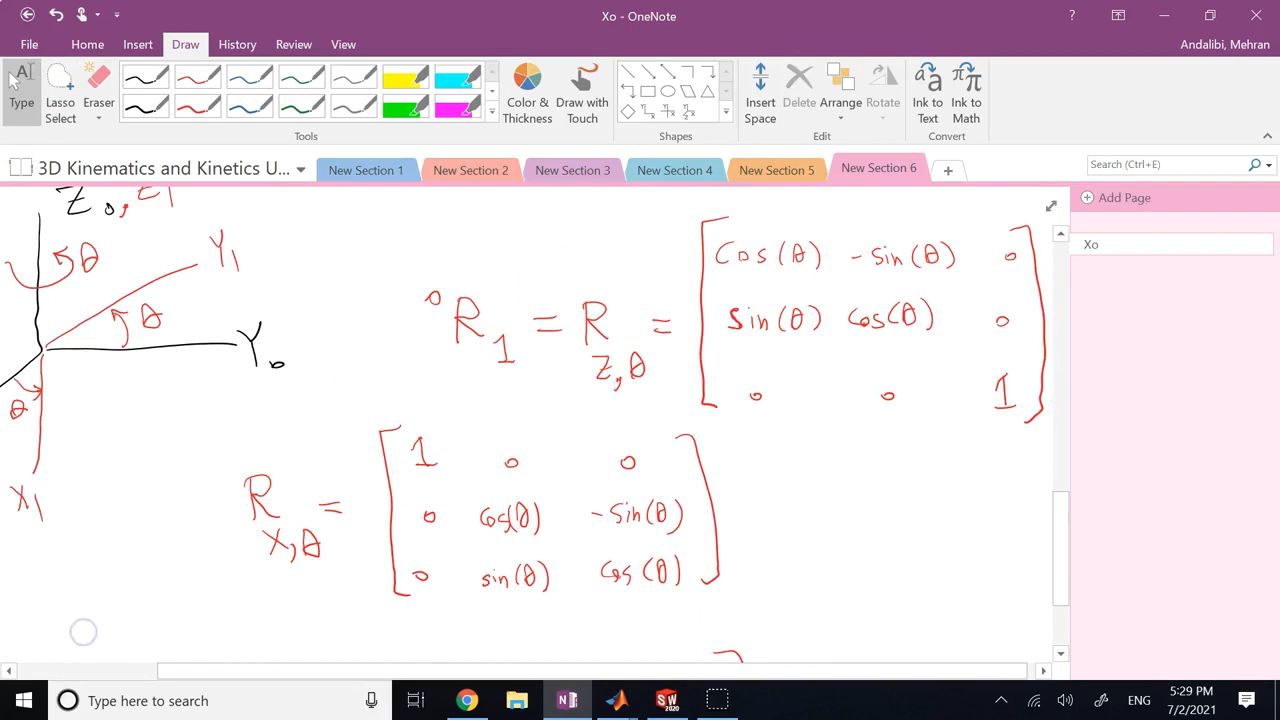 Xo - OneNote
Andalibi, Mehran
File Home Insert Draw History Review View
Type
Lasso Select
Eraser
Color & Thickness
Draw with Touch
Insert Space
Delete
Arrange
Rotate
Ink to Text
Ink to Math
Tools
Shapes
Edit
Convert
3D Kinematics and Kinetics U...
New Section 1
New Section 2
New Section 3
New Section 4
New Section 5
New Section 6
Search (Ctrl+E)
Add Page
Xo
Z0, Z1
θ
Y1
θ
Y0
θ
X1
0R1 = R Z,θ =
Cos(θ) -sin(θ) 0
sin(θ) cos(θ) 0
0 0 1
R X,θ =
1 0 0
0 cos(θ) -sin(θ)
0 sin(θ) cos(θ)
Type here to search
SW 2020
ENG
5:29 PM
7/2/2021